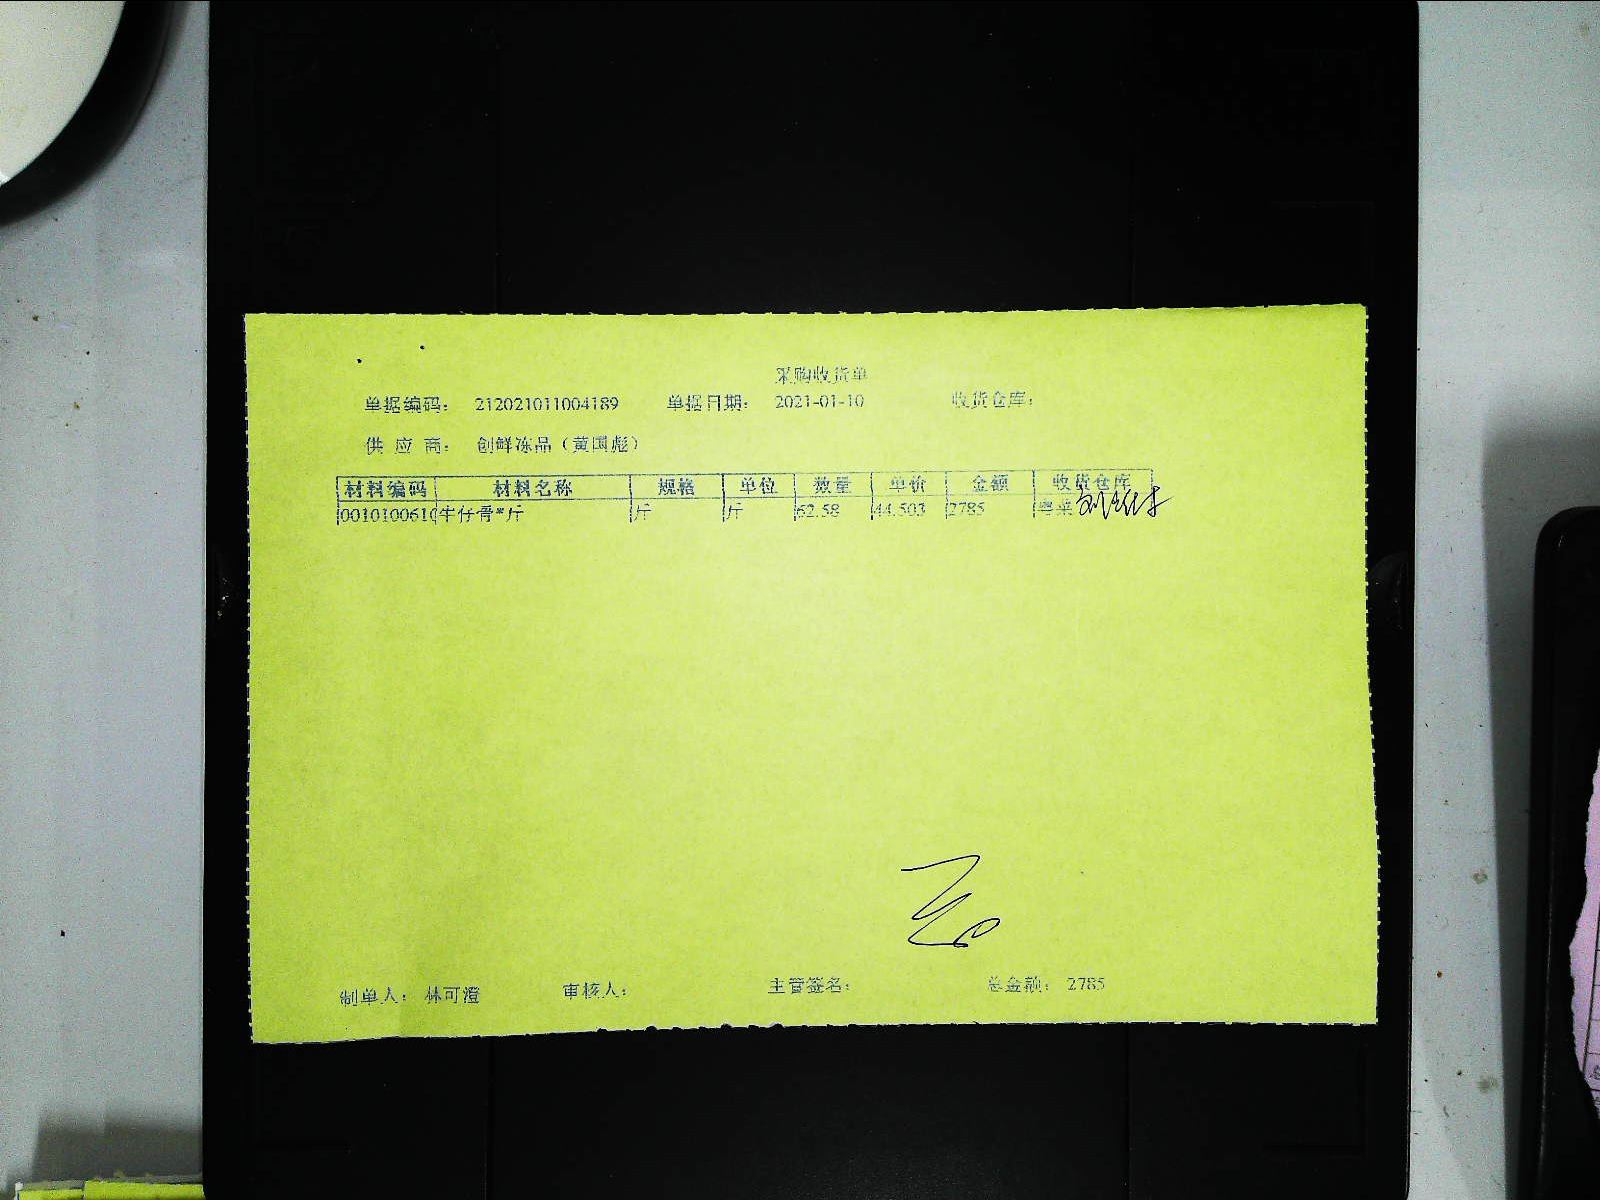 采购收货单
单据编码: 212021011004189 单据日期: 2021-01-10 收货仓库:
供 应 商: 创鲜冻品（黄国彪）
材料编码 材料名称 规格 单位 数量 单价 金额 收货仓库
0010100610 牛仔骨*斤 斤 斤 62.58 44.503 2785 粤菜
制单人: 林可澄 审核人: 主管签名: 总金额: 2785